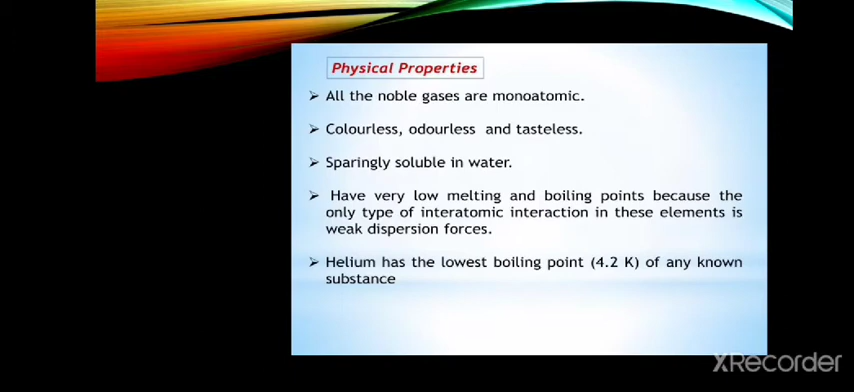 Physical Properties
➢ All the noble gases are monoatomic.
➢ Colourless, odourless and tasteless.
➢ Sparingly soluble in water.
➢ Have very low melting and boiling points because the
only type of interatomic interaction in these elements is
weak dispersion forces.
➢ Helium has the lowest boiling point (4.2 K) of any known
substance
XRecorder